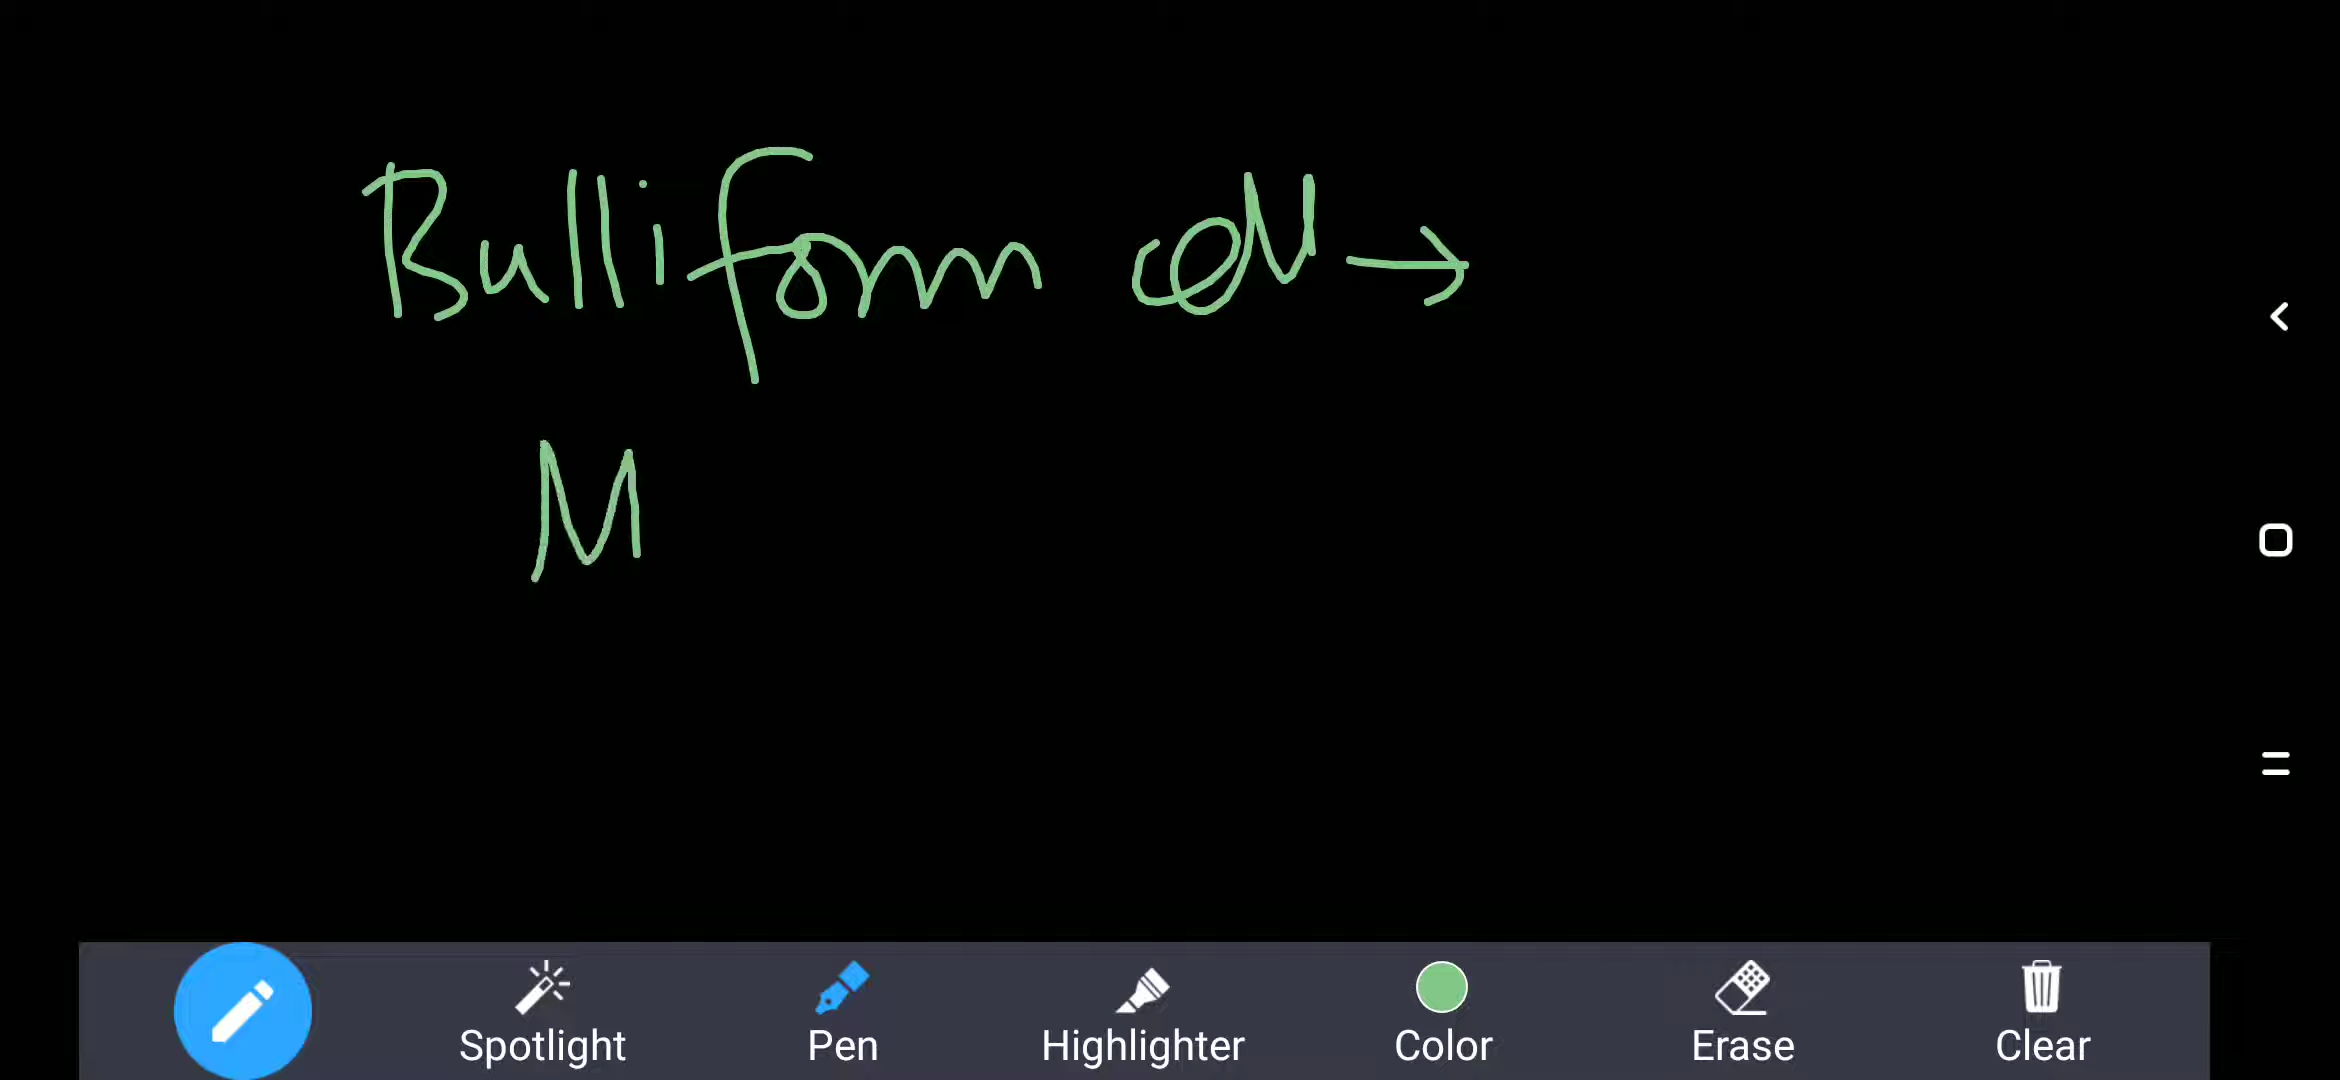 Bulliform cell →
M
Spotlight Pen Highlighter Color Erase Clear